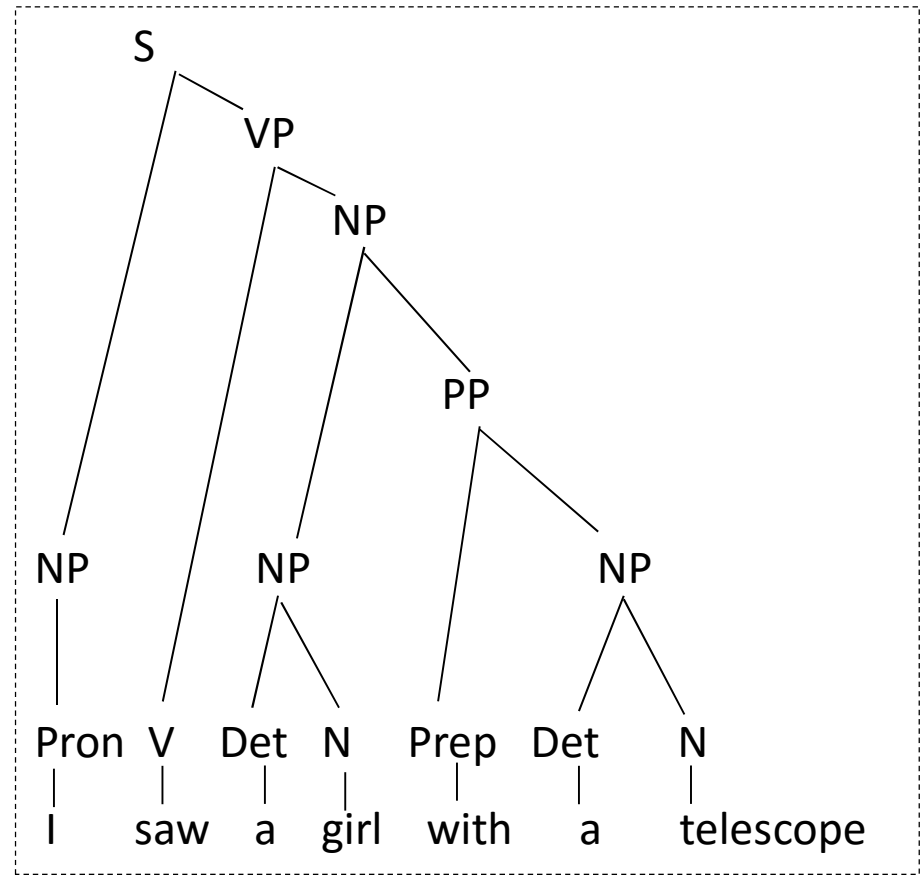 S
VP
NP
PP
NP NP NP
Pron V Det N Prep Det N
I saw a girl with a telescope